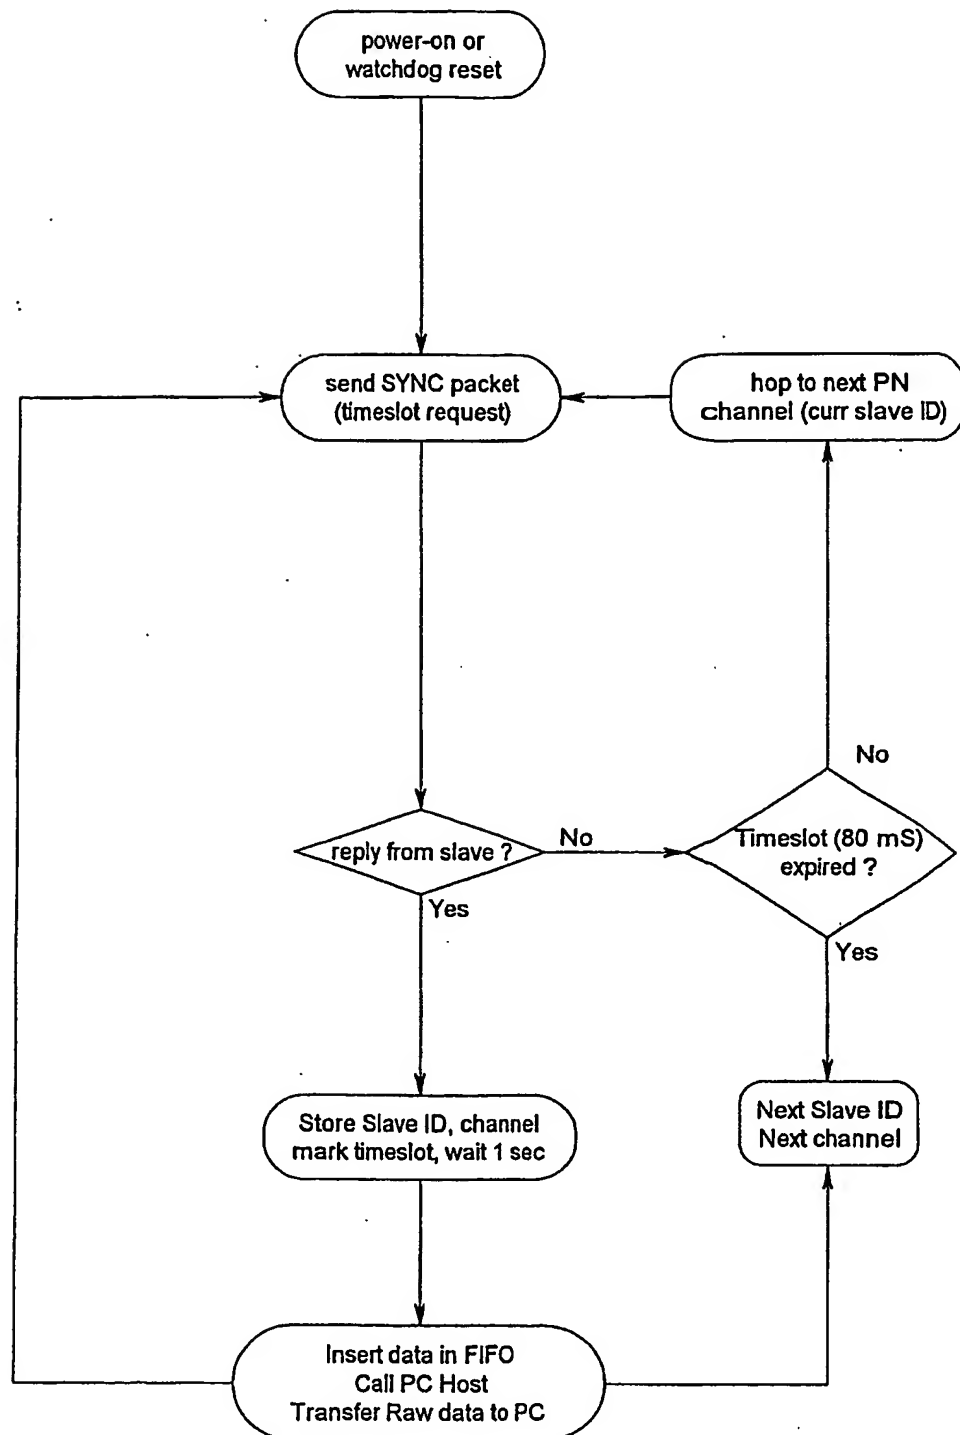 power-on or
watchdog reset
send SYNC packet
(timeslot request)
hop to next PN
channel (curr slave ID)
No
reply from slave ?
No
Timeslot (80 mS)
expired ?
Yes
Yes
Store Slave ID, channel
mark timeslot, wait 1 sec
Next Slave ID
Next channel
Insert data in FIFO
Call PC Host
Transfer Raw data to PC